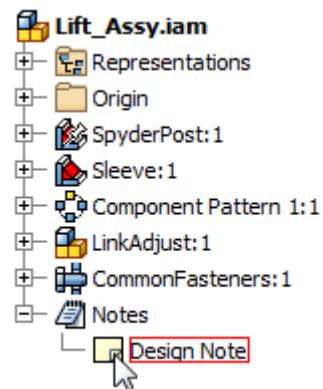 Lift_Assy.iam
Representations
Origin
SpyderPost:1
Sleeve:1
Component Pattern 1:1
LinkAdjust:1
CommonFasteners:1
Notes
Design Note